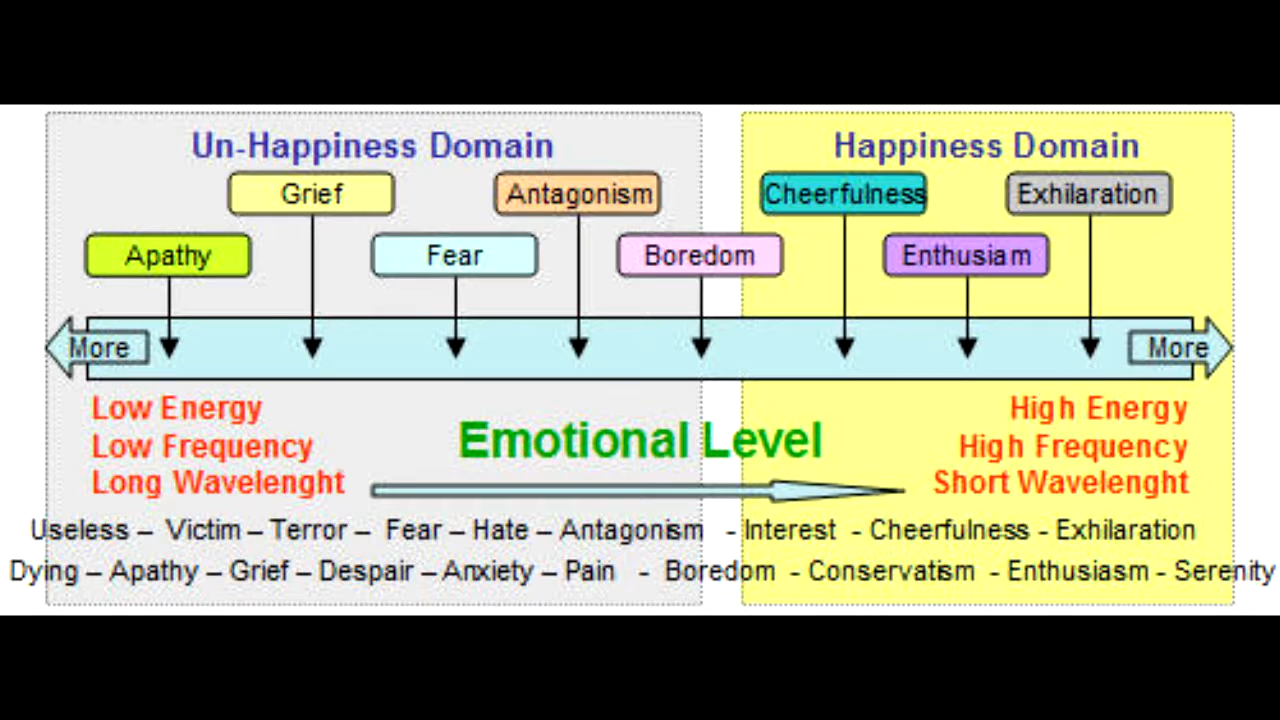 Un-Happiness Domain Happiness Domain
Grief Antagonism Cheerfulness Exhilaration
Apathy Fear Boredom Enthusiam
More More
Low Energy High Energy
Low Frequency Emotional Level High Frequency
Long Wavelenght Short Wavelenght
Useless – Victim – Terror – Fear – Hate – Antagonism - Interest - Cheerfulness - Exhilaration
Dying – Apathy – Grief – Despair – Anxiety – Pain - Boredom - Conservatism - Enthusiasm - Serenity